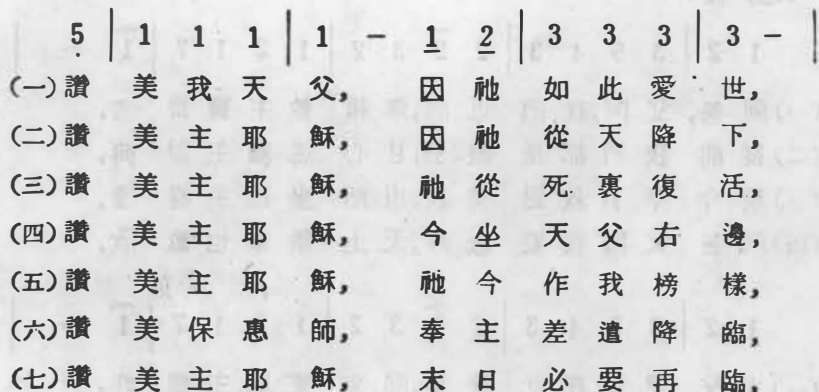 5̣ | 1 1 1 | 1 － 1 2 | 3 3 3 | 3 － |
(一)讚 美 我 天 父, 因 祂 如 此 愛 世,
(二)讚 美 主 耶 穌, 因 祂 從 天 降 下,
(三)讚 美 主 耶 穌, 祂 從 死 裏 復 活,
(四)讚 美 主 耶 穌, 今 坐 天 父 右 邊,
(五)讚 美 主 耶 穌, 祂 今 作 我 榜 樣,
(六)讚 美 保 惠 師, 奉 主 差 遣 降 臨,
(七)讚 美 主 耶 穌, 末 日 必 要 再 臨,